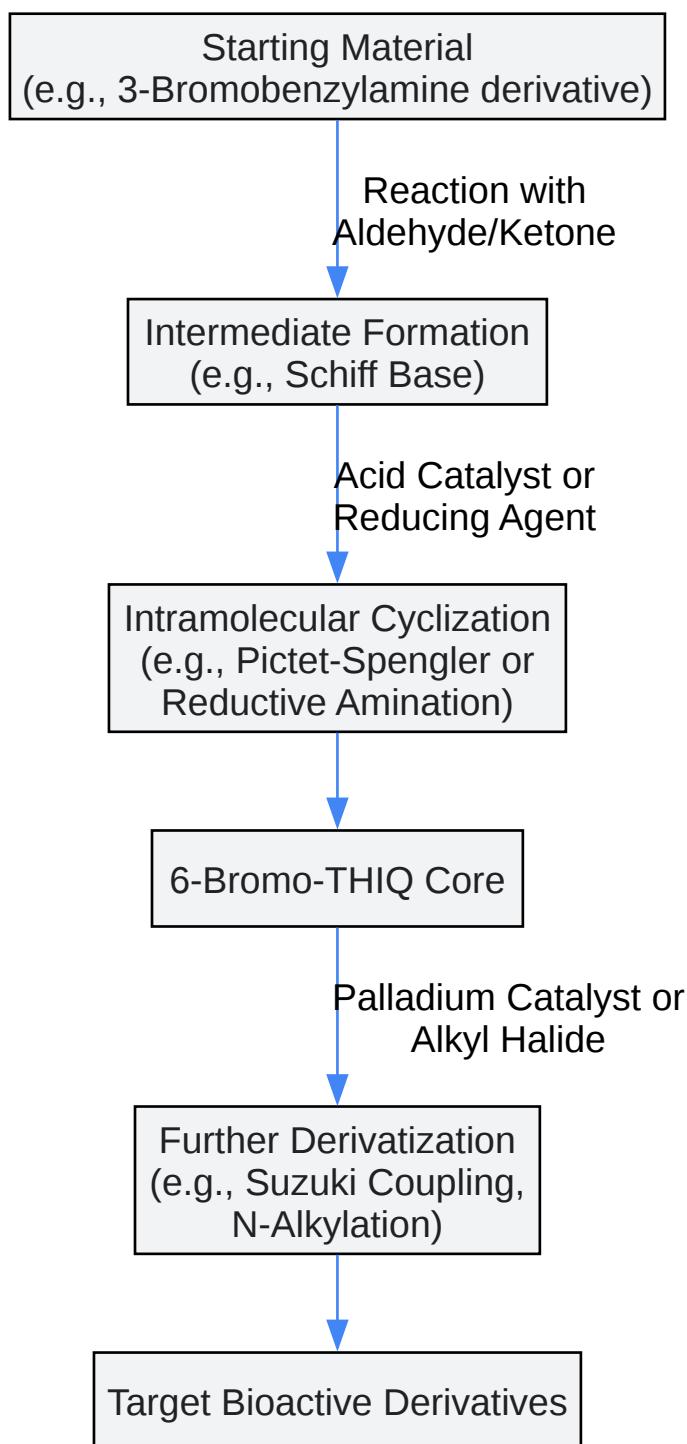 Starting Material
(e.g., 3-Bromobenzylamine derivative)
Reaction with
Aldehyde/Ketone
Intermediate Formation
(e.g., Schiff Base)
Acid Catalyst or
Reducing Agent
Intramolecular Cyclization
(e.g., Pictet-Spengler or
Reductive Amination)
6-Bromo-THIQ Core
Palladium Catalyst or
Alkyl Halide
Further Derivatization
(e.g., Suzuki Coupling,
N-Alkylation)
Target Bioactive Derivatives